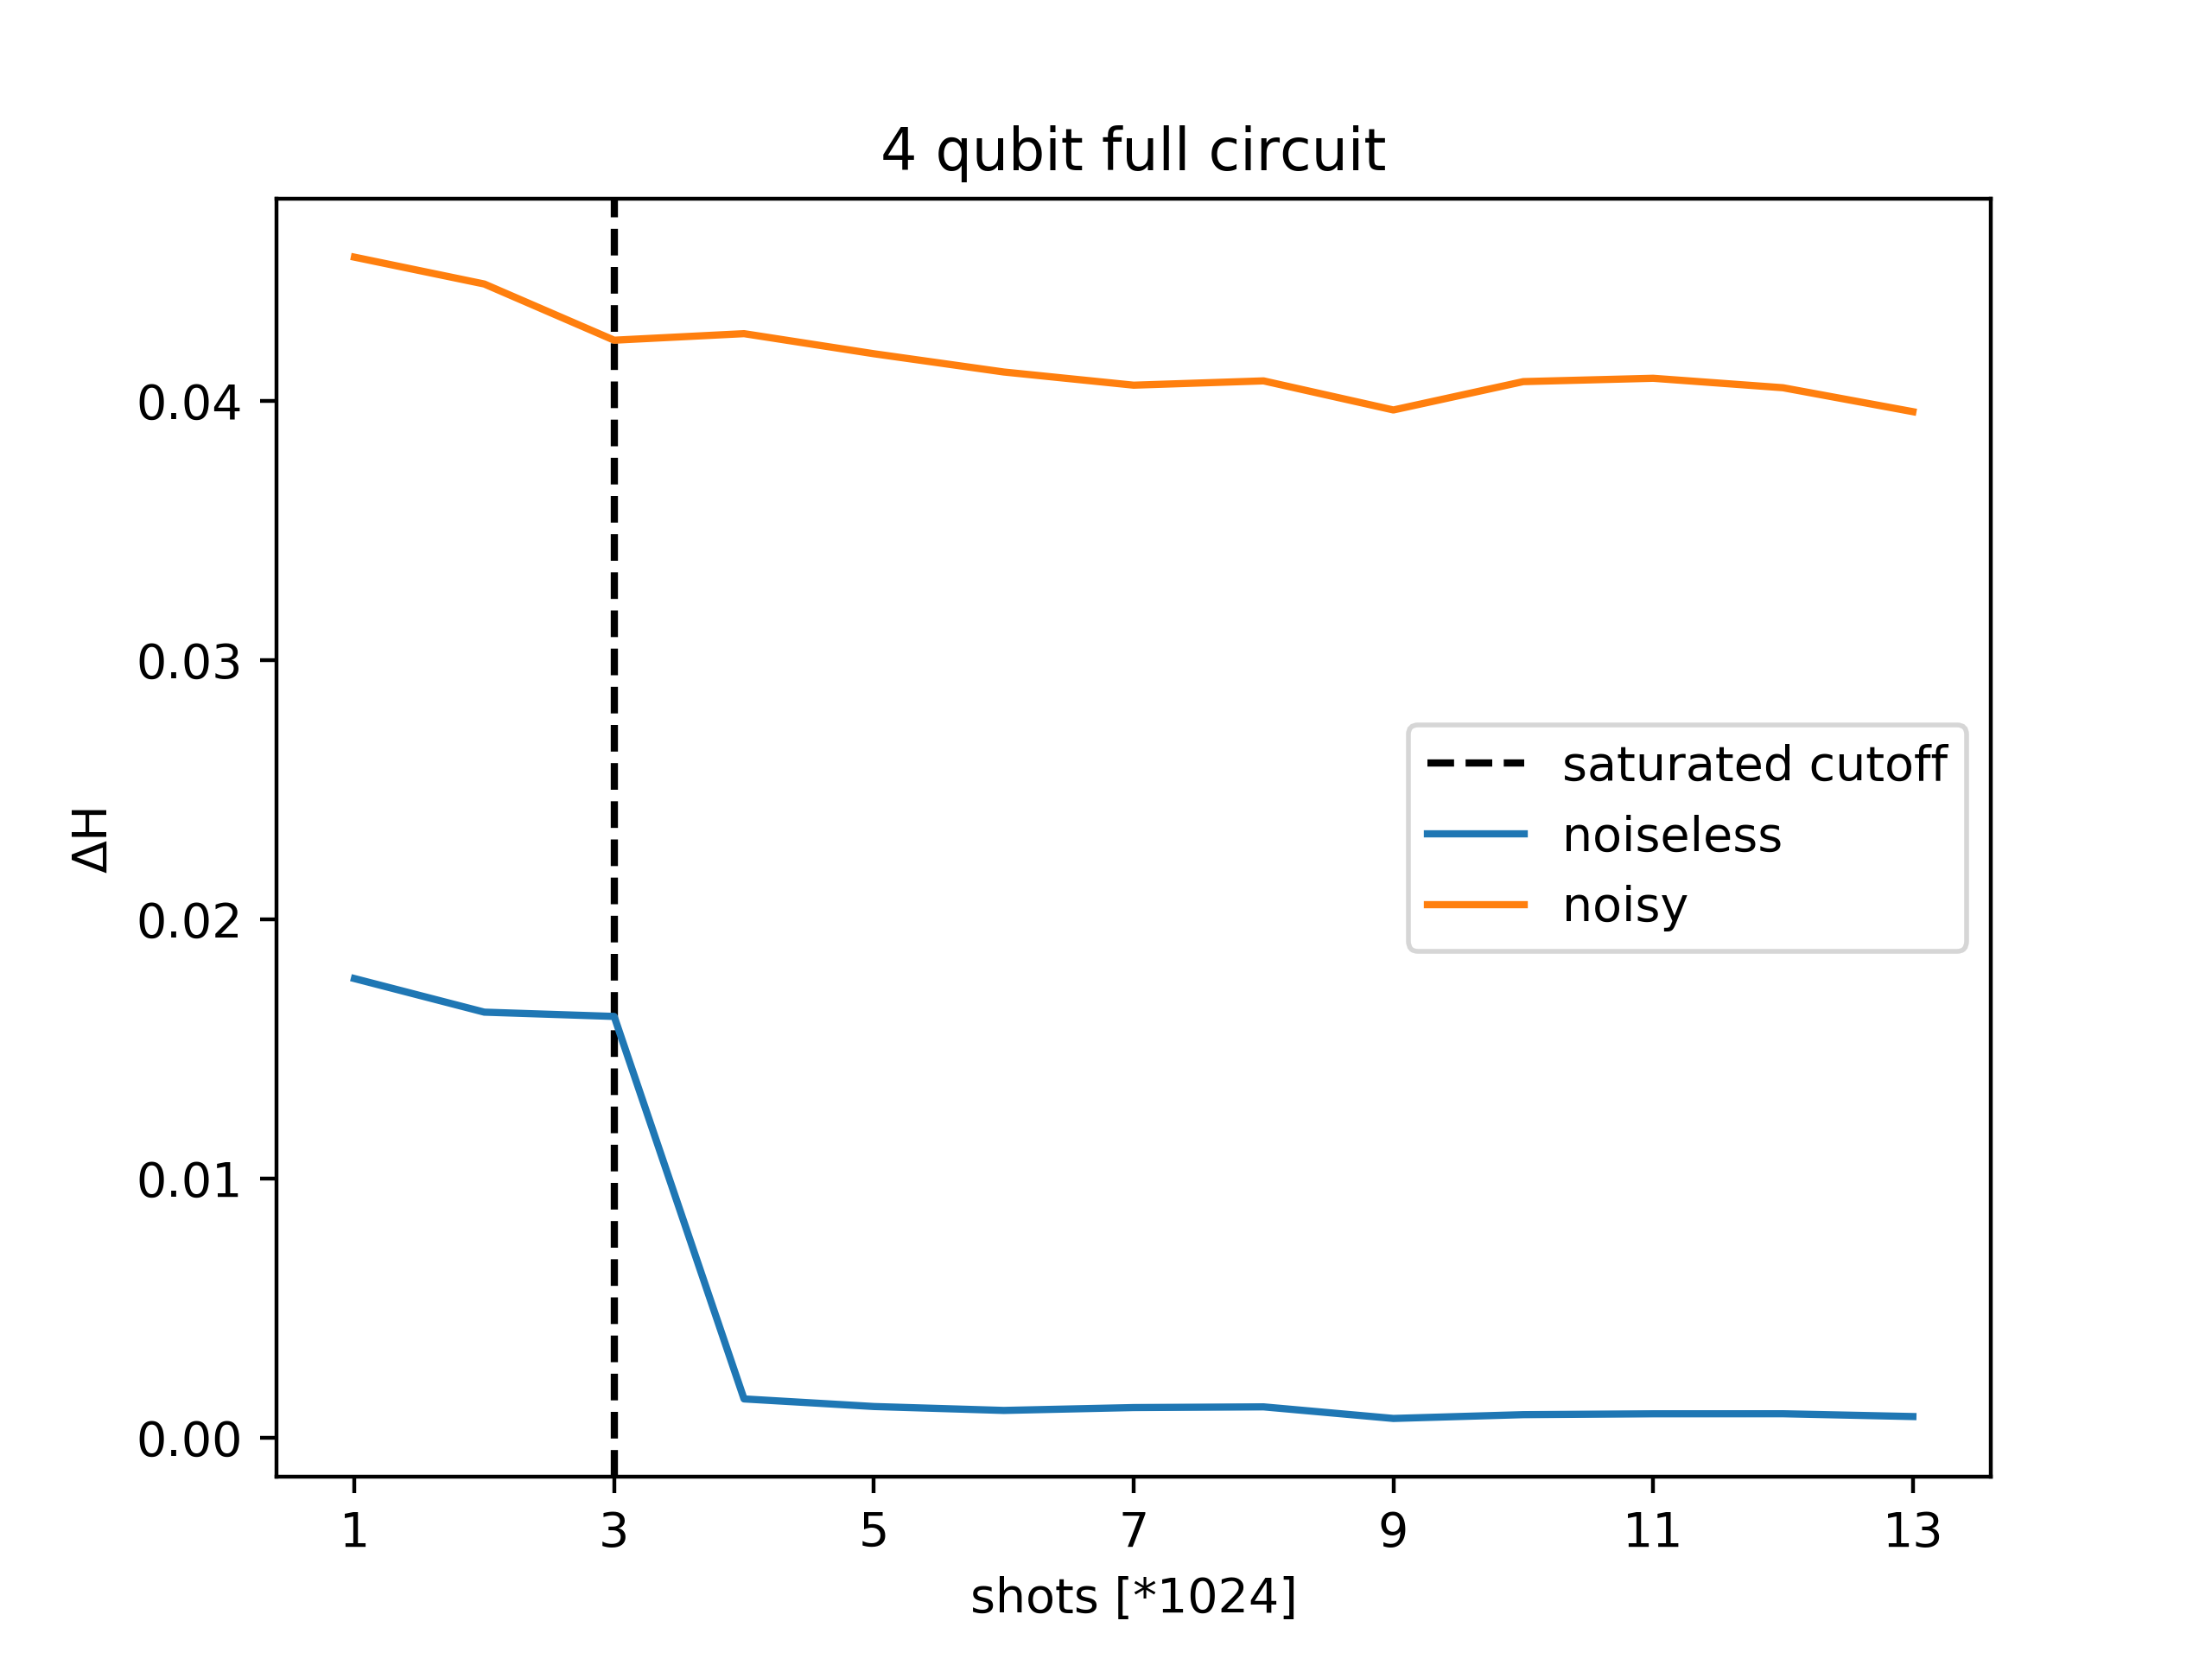 4 qubit full circuit
0.04
0.03
0.02
0.01
0.00
ΔH
saturated cutoff
noiseless
noisy
1 3 5 7 9 11 13
shots [*1024]